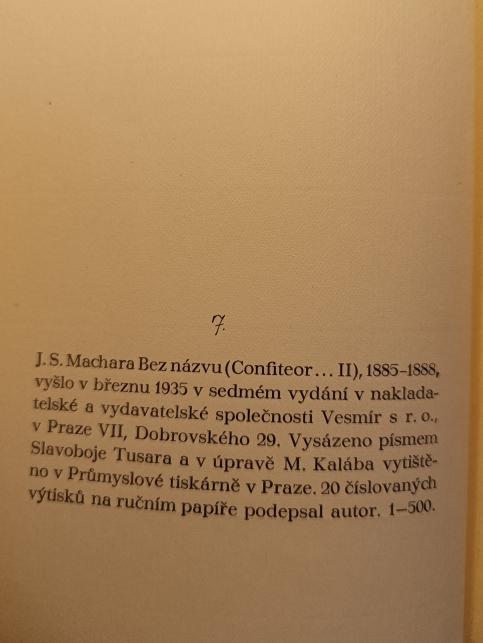 7.
J. S. Machara Bez názvu (Confiteor... II), 1885-1888,
vyšlo v březnu 1935 v sedmém vydání v naklada-
telské a vydavatelské společnosti Vesmír s r. o.,
v Praze VII, Dobrovského 29. Vysázeno písmem
Slavoboje Tusara a v úpravě M. Kalába vytiště-
no v Průmyslové tiskárně v Praze. 20 číslovaných
výtisků na ručním papíře podepsal autor. 1-500.